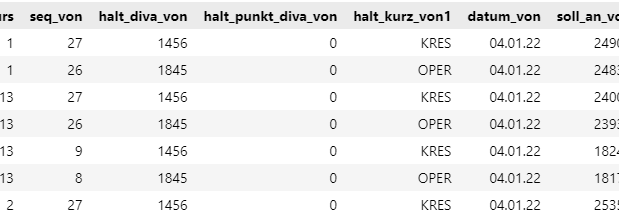 urs seq_von halt_diva_von halt_punkt_diva_von halt_kurz_von1 datum_von soll_an_vo
1 27 1456 0 KRES 04.01.22 2490
1 26 1845 0 OPER 04.01.22 2483
13 27 1456 0 KRES 04.01.22 2400
13 26 1845 0 OPER 04.01.22 2393
13 9 1456 0 KRES 04.01.22 1824
13 8 1845 0 OPER 04.01.22 1817
2 27 1456 0 KRES 04.01.22 2535